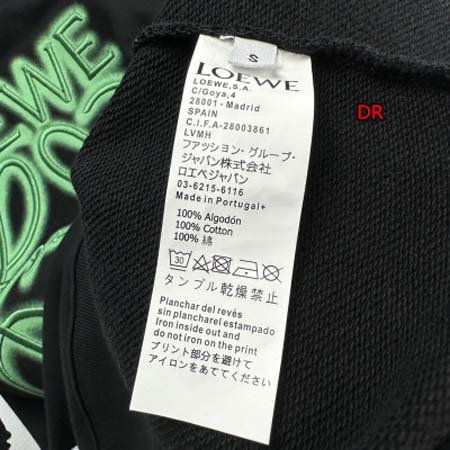 S
LOEWE
LOEWE,S.A.
C/Goya,4
28001 - Madrid
SPAIN
C.I.F.A-28003861
LVMH
ファッション・グループ・
ジャパン株式会社
ロエベジャパン
03-6215-6116
Made in Portugal+
100% Algodón
100% Cotton
100% 綿
30
タンブル乾燥禁止
Planchar del revés
sin plancharel estampado
Iron inside out and
do not iron on the print
プリント部分を避けて
アイロンをあててください
DR